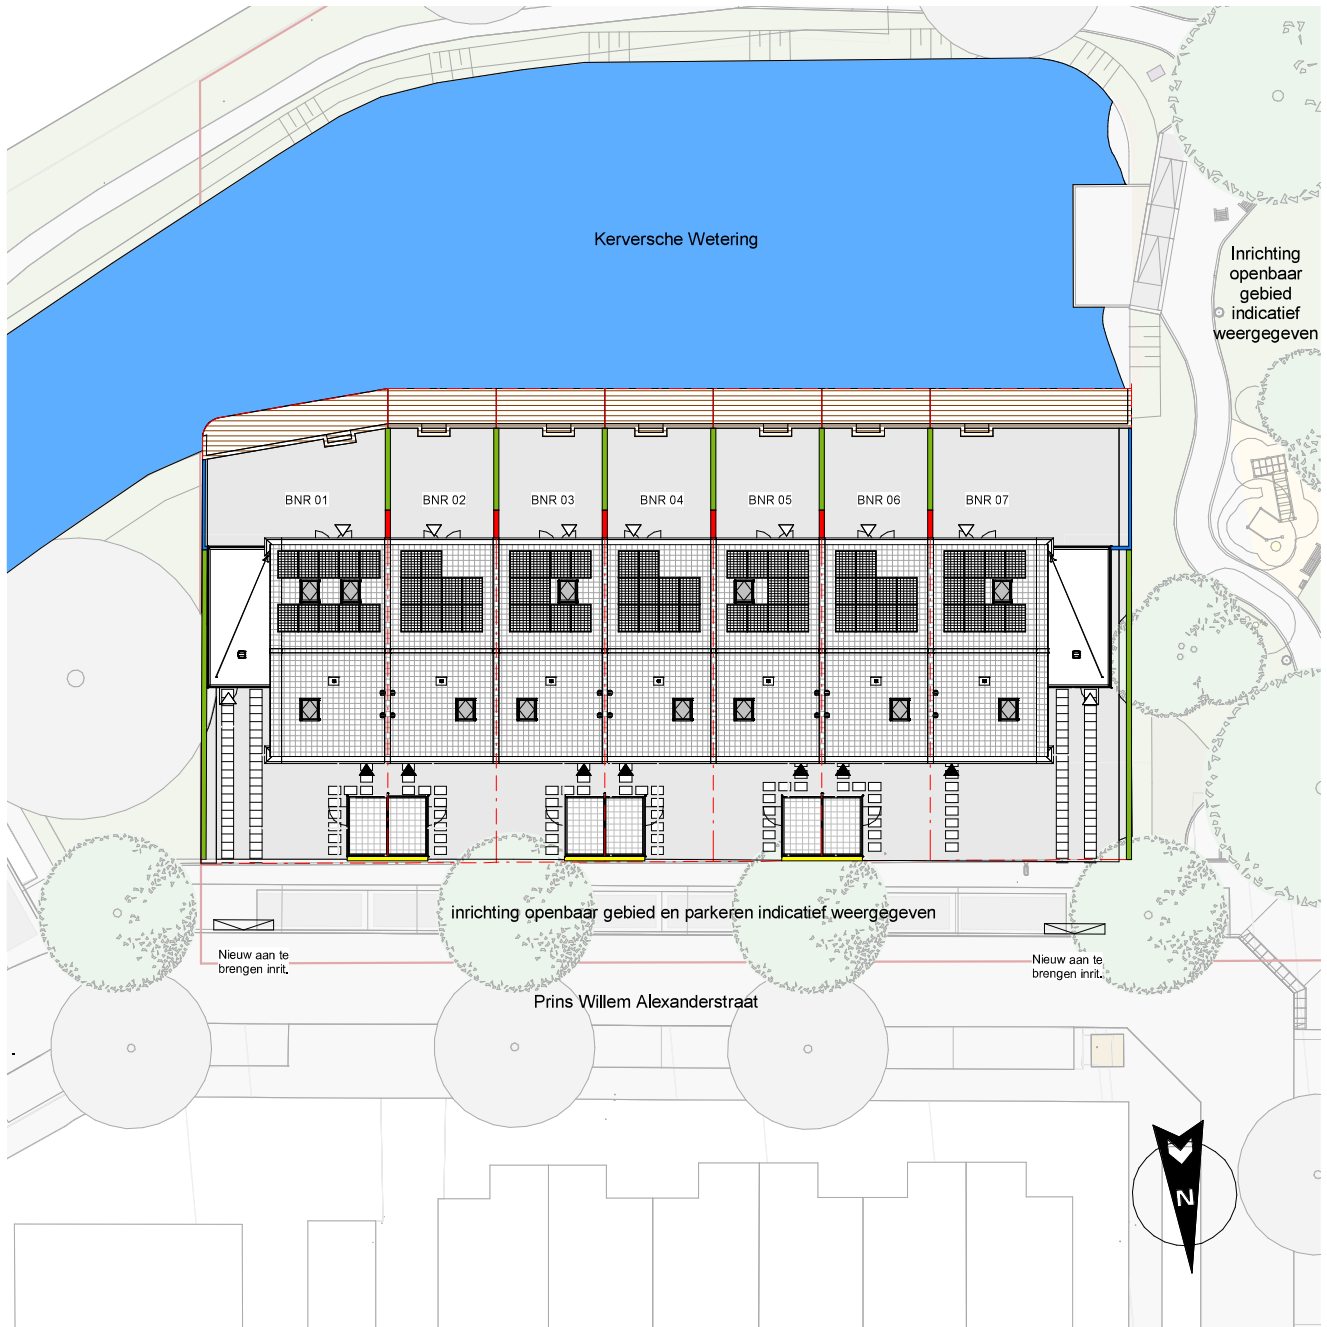 Kerversche Wetering
Inrichting
openbaar
gebied
indicatief
weergegeven
BNR 01
BNR 02
BNR 03
BNR 04
BNR 05
BNR 06
BNR 07
inrichting openbaar gebied en parkeren indicatief weergegeven
Nieuw aan te
brengen inrit.
Nieuw aan te
brengen inrit.
Prins Willem Alexanderstraat
N